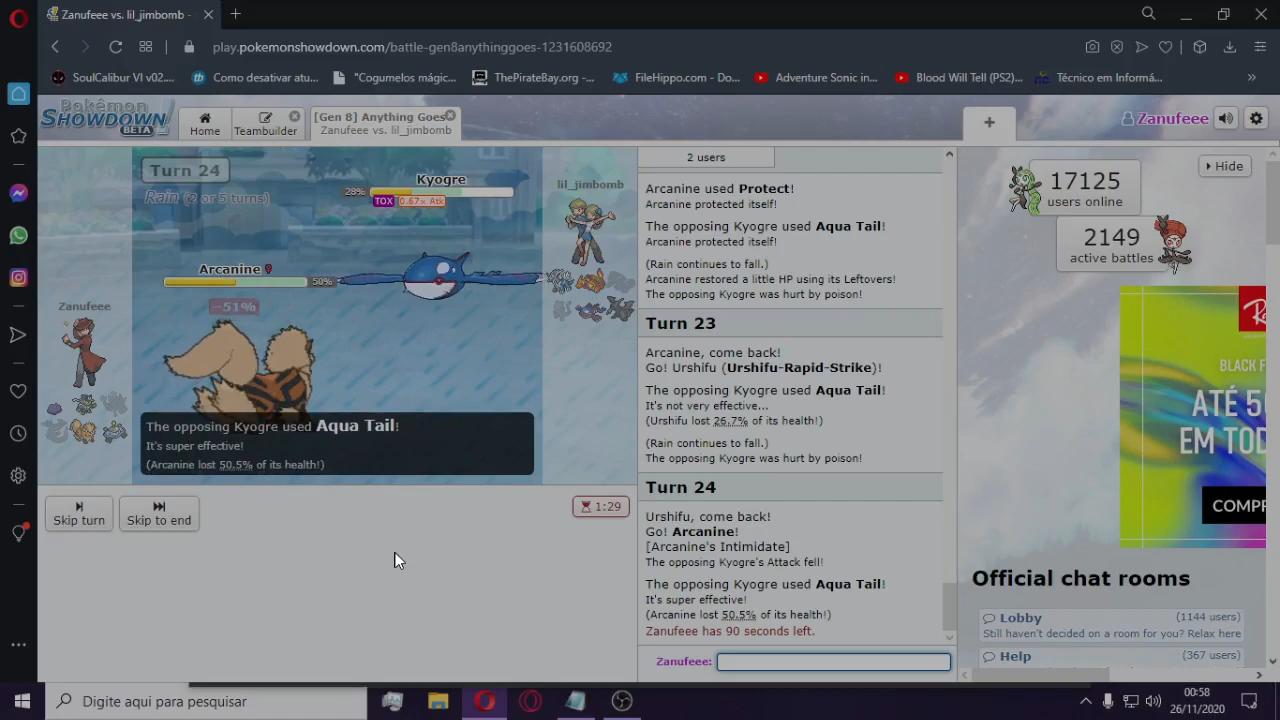 Zanufeee vs. lil_jimbomb -
play.pokemonshowdown.com/battle-gen8anythinggoes-1231608692
SoulCalibur VI v02....
Como desativar atu...
"Cogumelos mágic...
ThePirateBay.org -...
FileHippo.com - Do...
Adventure Sonic in...
Blood Will Tell (PS2)...
Técnico em Informá...
Pokémon
SHOWDOWN
BETA
Home
Teambuilder
[Gen 8] Anything Goes
Zanufeee vs. lil_jimbomb
Zanufeee
Turn 24
Rain (2 or 5 turns)
Kyogre
28%
TOX 0.67× Atk
lil_jimbomb
Arcanine
50%
−51%
Zanufeee
The opposing Kyogre used Aqua Tail!
It's super effective!
(Arcanine lost 50.5% of its health!)
Skip turn
Skip to end
1:29
2 users
Arcanine used Protect!
Arcanine protected itself!
The opposing Kyogre used Aqua Tail!
Arcanine protected itself!
(Rain continues to fall.)
Arcanine restored a little HP using its Leftovers!
The opposing Kyogre was hurt by poison!
Turn 23
Arcanine, come back!
Go! Urshifu (Urshifu-Rapid-Strike)!
The opposing Kyogre used Aqua Tail!
It's not very effective...
(Urshifu lost 26.7% of its health!)
(Rain continues to fall.)
The opposing Kyogre was hurt by poison!
Turn 24
Urshifu, come back!
Go! Arcanine!
[Arcanine's Intimidate]
The opposing Kyogre's Attack fell!
The opposing Kyogre used Aqua Tail!
It's super effective!
(Arcanine lost 50.5% of its health!)
Zanufeee has 90 seconds left.
Zanufeee:
17125
users online
Hide
2149
active battles
BLACK F
ATÉ 5
EM TOD
COMPR
Official chat rooms
Lobby
(1144 users)
Still haven't decided on a room for you? Relax here
Help
(367 users)
Digite aqui para pesquisar
00:58
26/11/2020